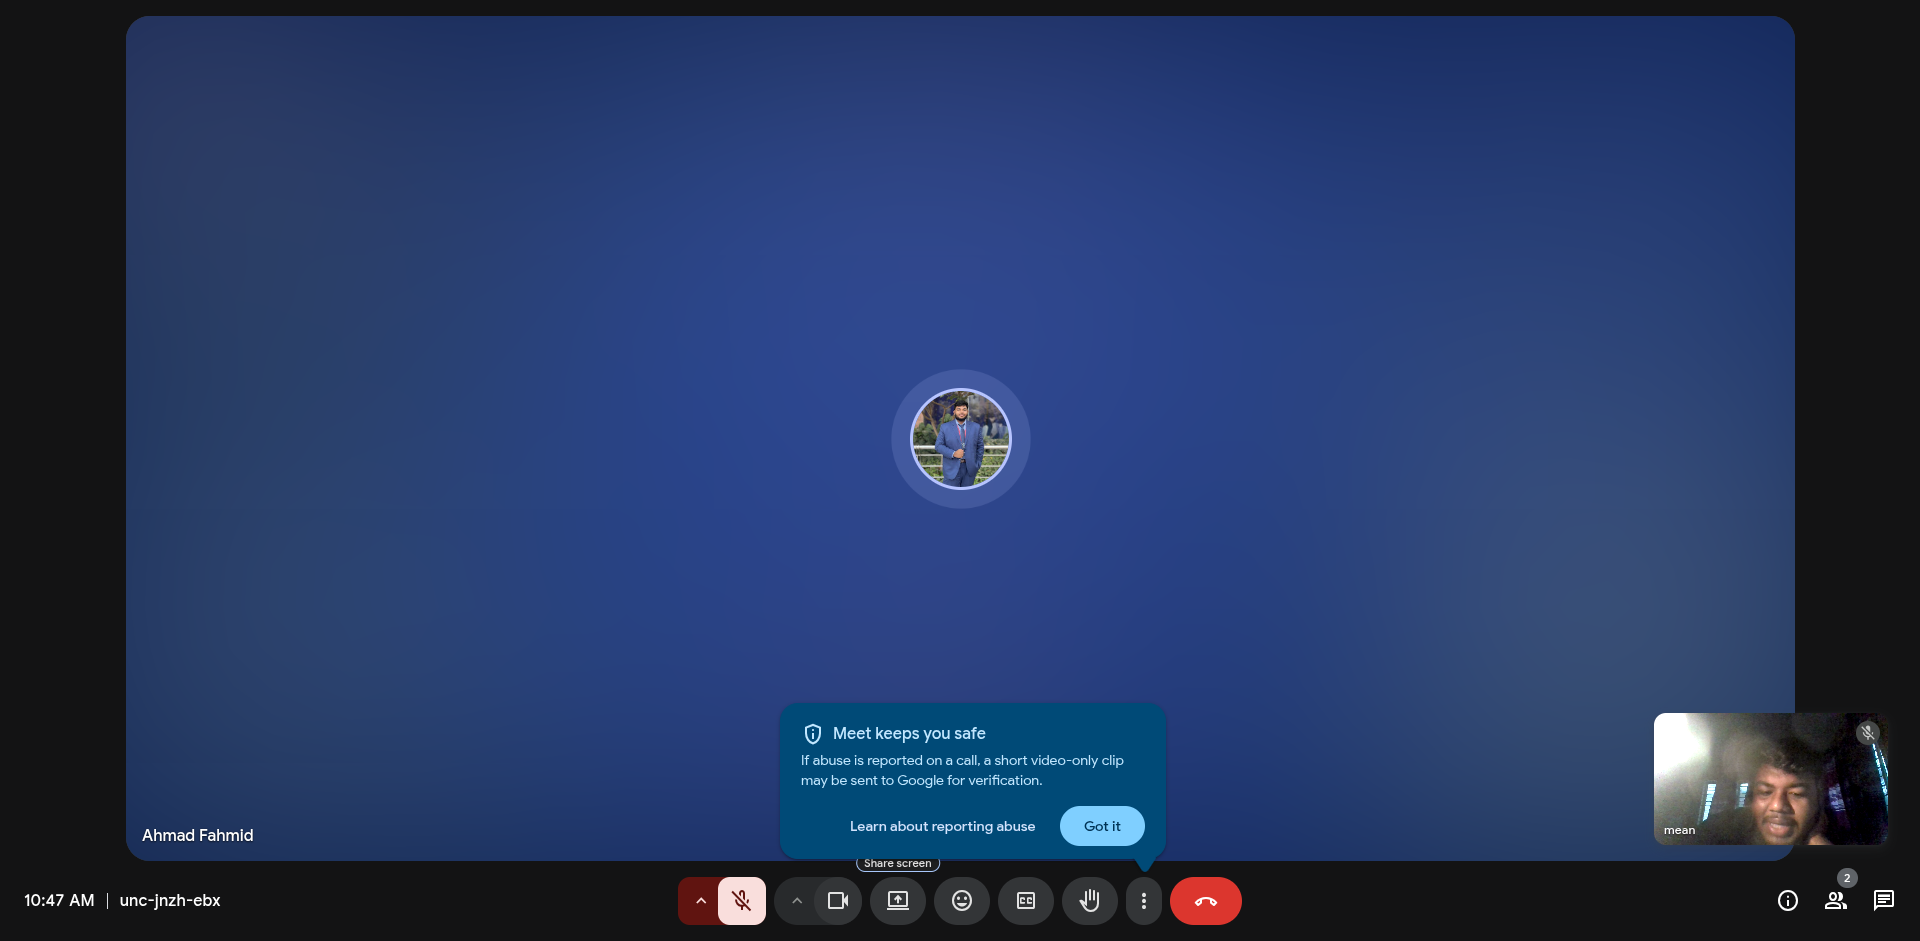 Ahmad Fahmid
Meet keeps you safe
If abuse is reported on a call, a short video-only clip
may be sent to Google for verification.
Learn about reporting abuse
Got it
mean
Share screen
10:47 AM | unc-jnzh-ebx
CC
2